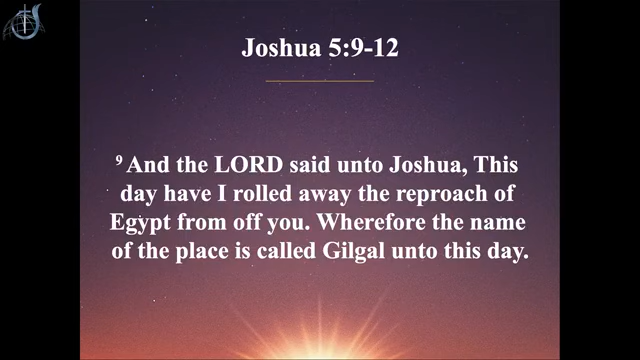 Joshua 5:9-12
9 And the LORD said unto Joshua, This
day have I rolled away the reproach of
Egypt from off you. Wherefore the name
of the place is called Gilgal unto this day.